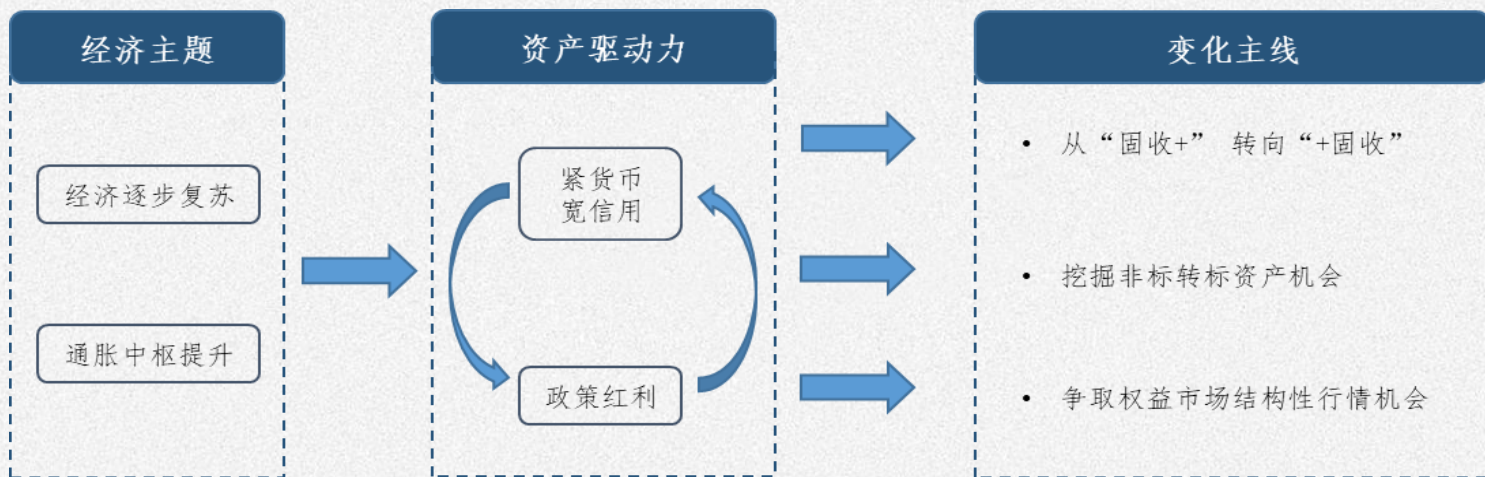 经济主题
经济逐步复苏
通胀中枢提升
资产驱动力
紧货币
宽信用
政策红利
变化主线
• 从“固收+” 转向“+固收”
• 挖掘非标转标资产机会
• 争取权益市场结构性行情机会